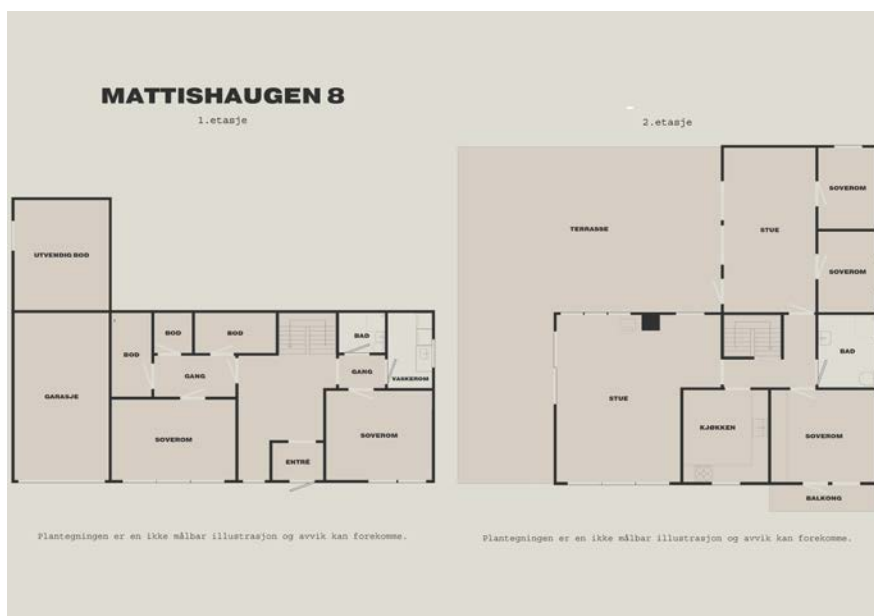 MATTISHAUGEN 8
1.etasje
UTVENDIG BOD
BOD
BOD
BOD
BAD
GANG
GANG
VASKEROM
GARASJE
SOVEROM
SOVEROM
ENTRÉ
Plantegningen er en ikke målbar illustrasjon og avvik kan forekomme.
2.etasje
SOVEROM
TERRASSE
STUE
SOVEROM
BAD
STUE
KJØKKEN
SOVEROM
BALKONG
Plantegningen er en ikke målbar illustrasjon og avvik kan forekomme.